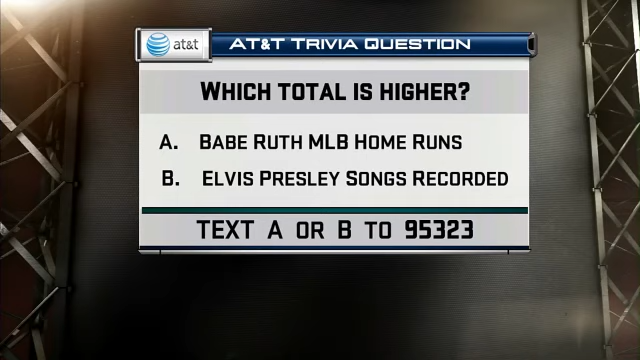 at&t AT&T TRIVIA QUESTION
WHICH TOTAL IS HIGHER?
A. BABE RUTH MLB HOME RUNS
B. ELVIS PRESLEY SONGS RECORDED
TEXT A OR B TO 95323